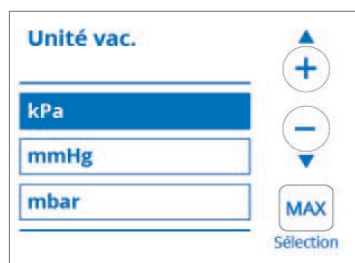 Unité vac.
+
kPa
−
mmHg
mbar
MAX
Sélection